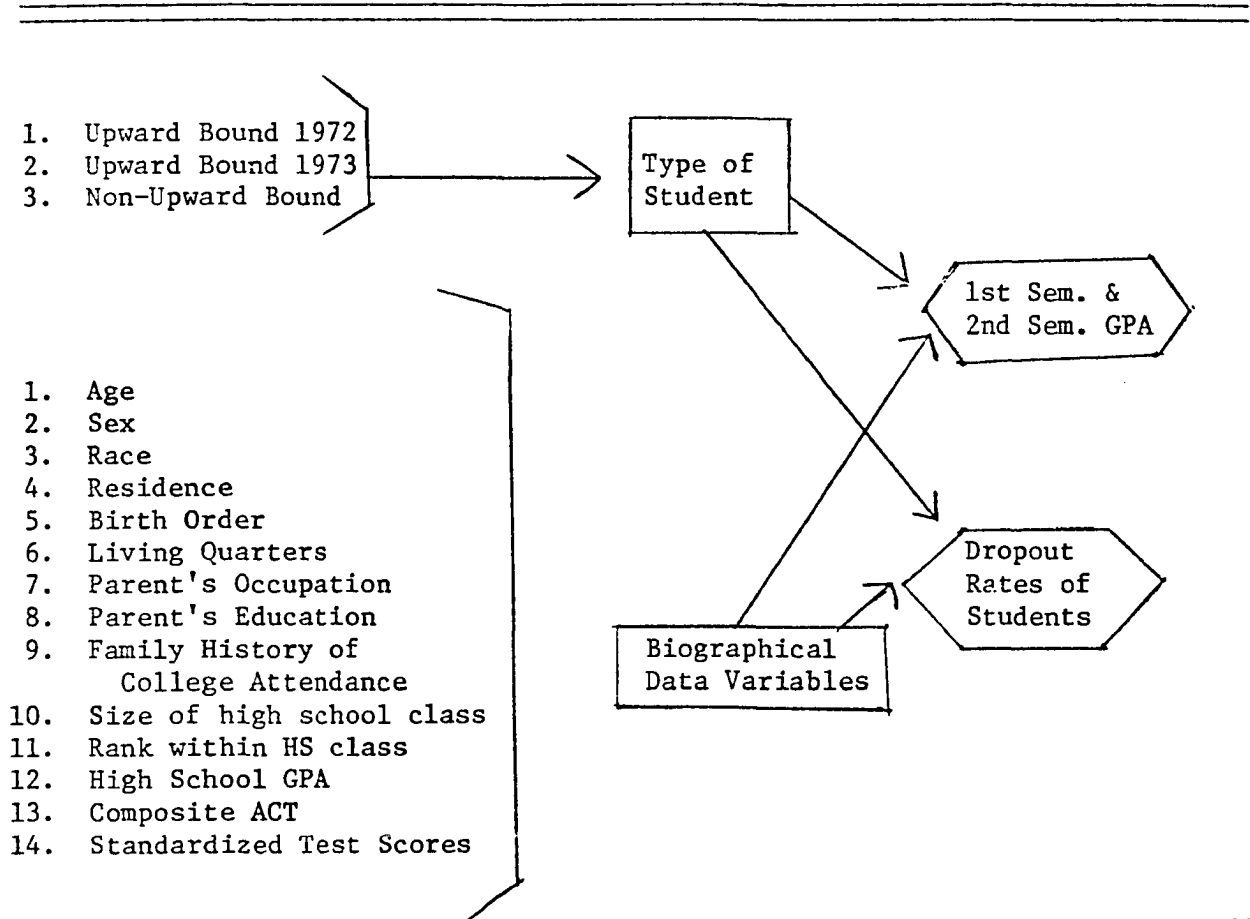 1. Upward Bound 1972
2. Upward Bound 1973
3. Non-Upward Bound
Type of
Student
1st Sem. &
2nd Sem. GPA
1. Age
2. Sex
3. Race
4. Residence
5. Birth Order
6. Living Quarters
7. Parent's Occupation
8. Parent's Education
9. Family History of
College Attendance
10. Size of high school class
11. Rank within HS class
12. High School GPA
13. Composite ACT
14. Standardized Test Scores
Dropout
Rates of
Students
Biographical
Data Variables